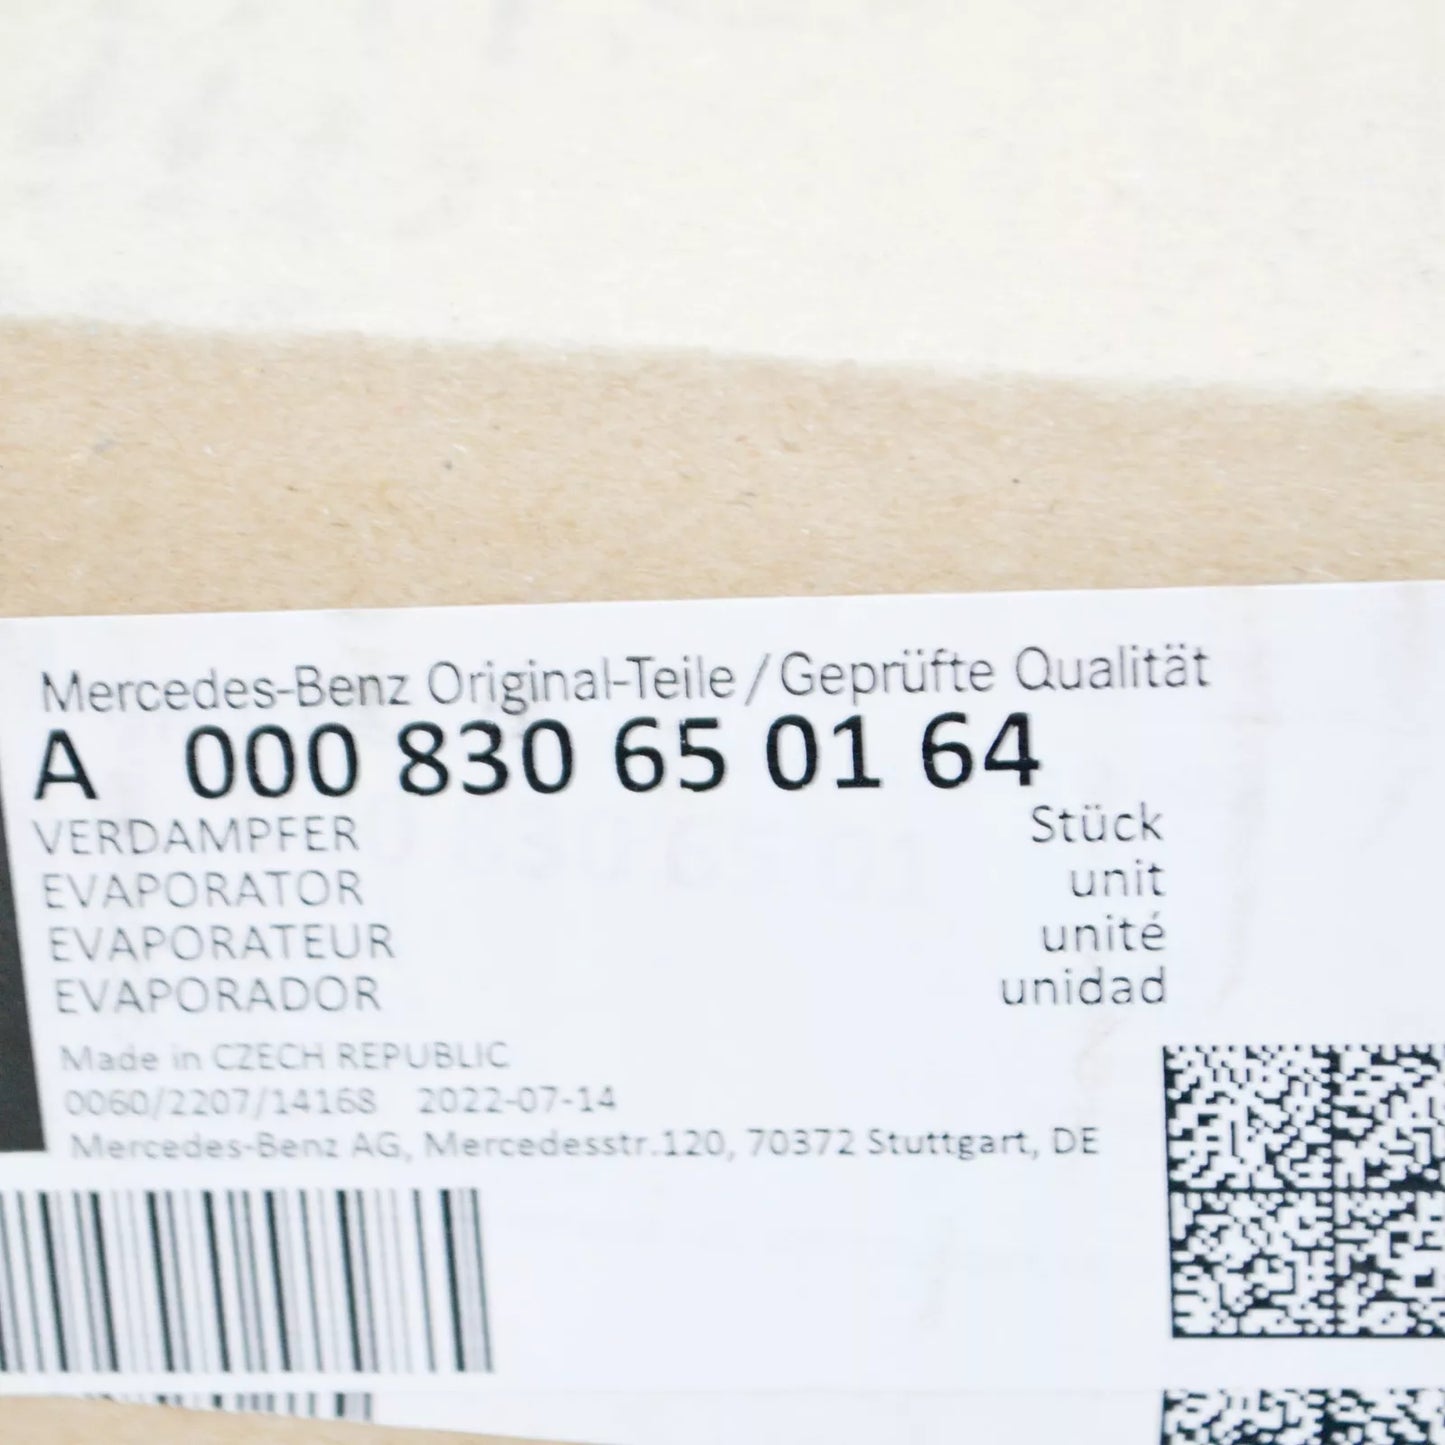 Mercedes-Benz Original-Teile / Geprüfte Qualität
A 000 830 65 01 64
VERDAMPFER Stück
EVAPORATOR unit
EVAPORATEUR unité
EVAPORADOR unidad
Made in CZECH REPUBLIC
0060/2207/14168 2022-07-14
Mercedes-Benz AG, Mercedesstr.120, 70372 Stuttgart, DE